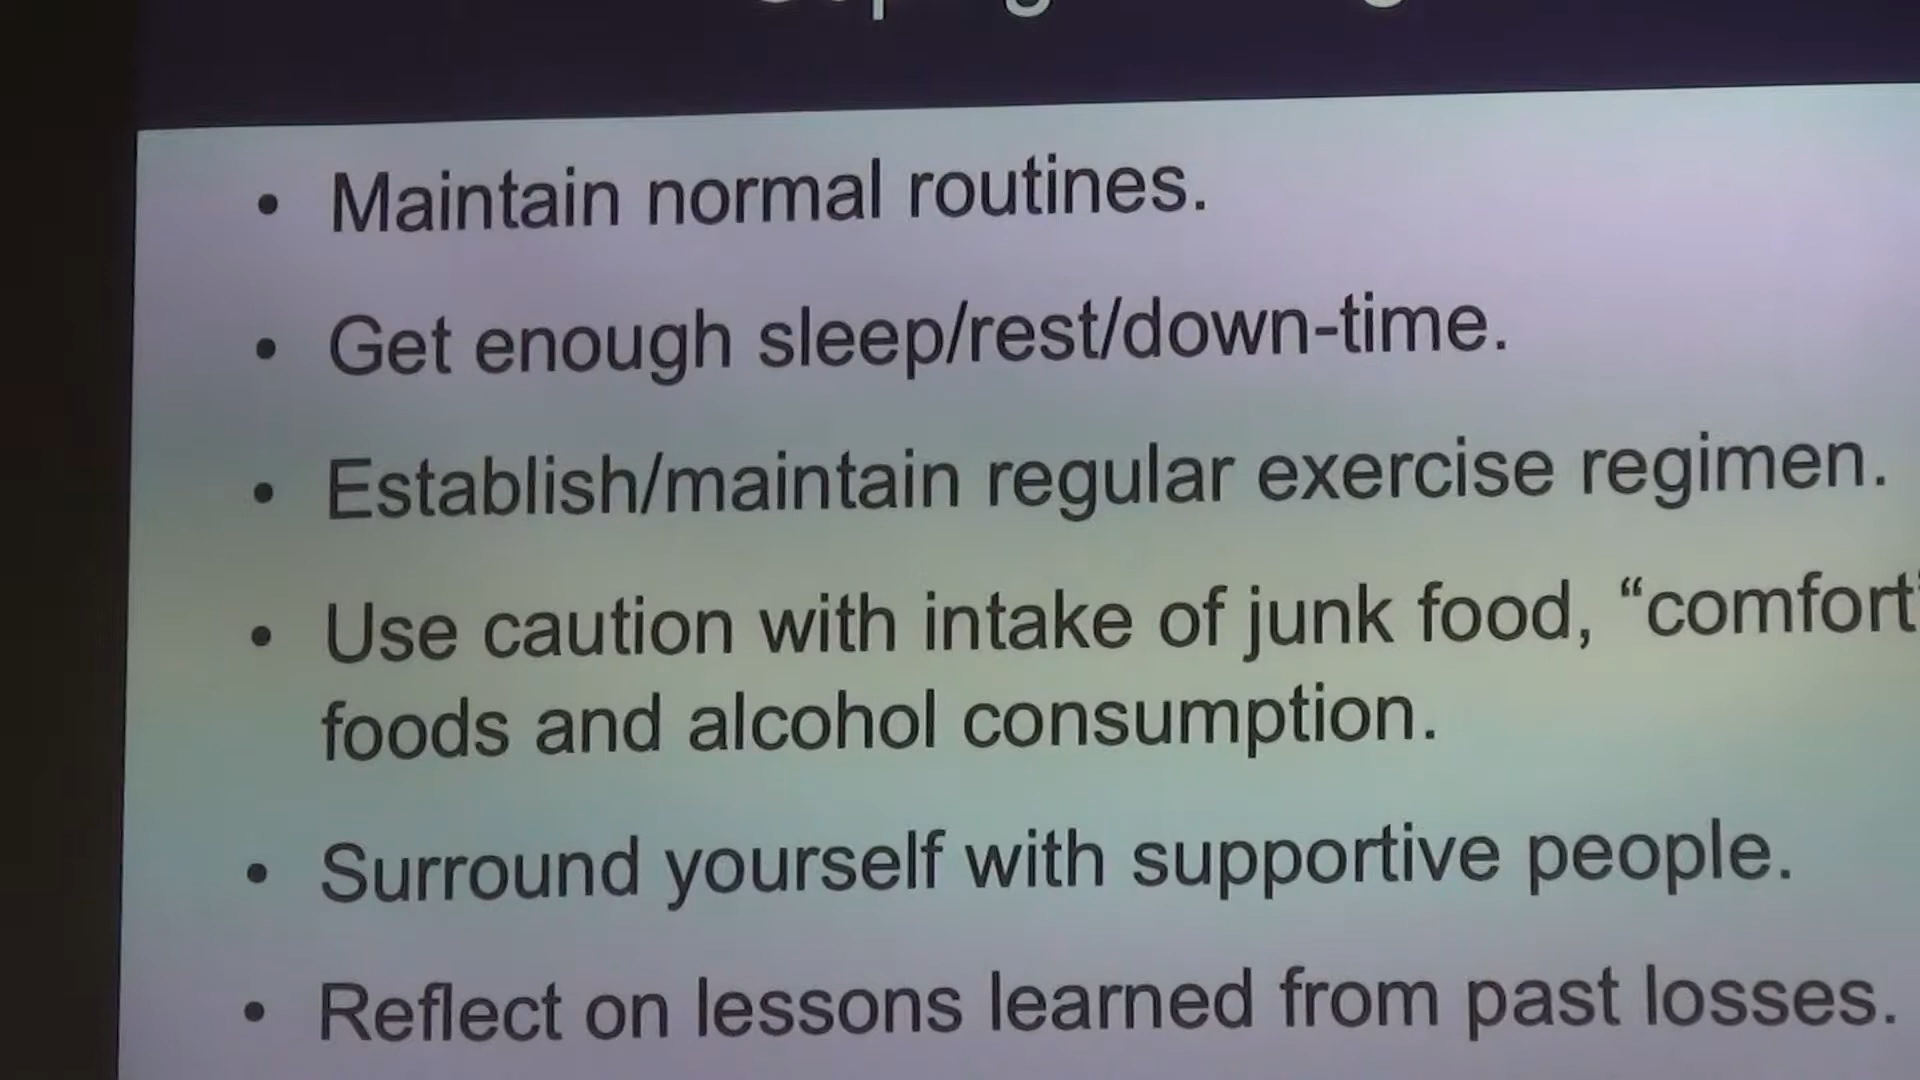 • Maintain normal routines.
• Get enough sleep/rest/down-time.
• Establish/maintain regular exercise regimen.
• Use caution with intake of junk food, “comfort”
foods and alcohol consumption.
• Surround yourself with supportive people.
• Reflect on lessons learned from past losses.